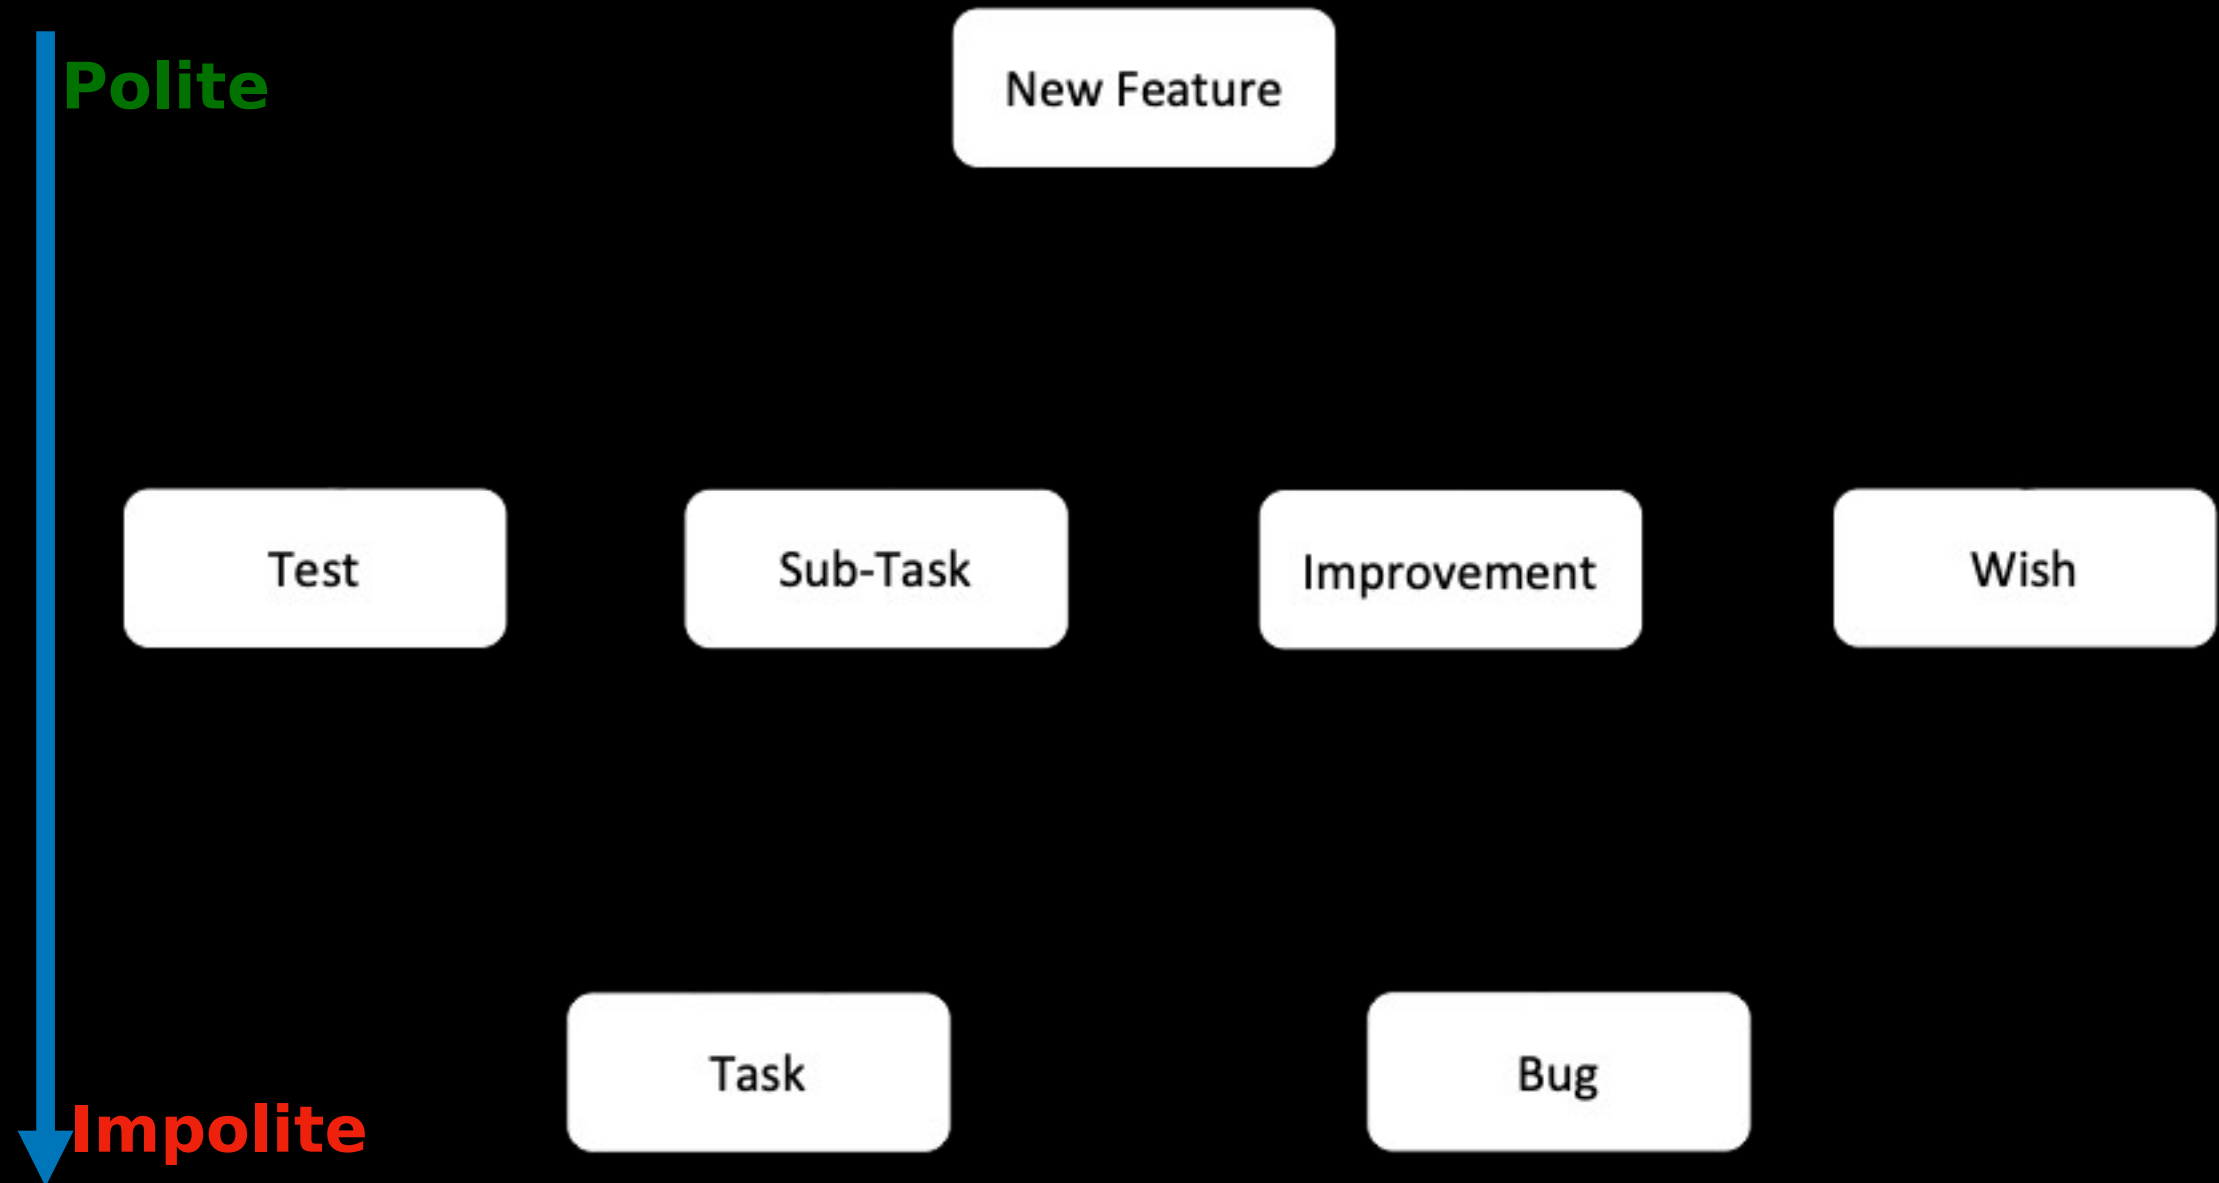 Polite
New Feature
Test
Sub-Task
Improvement
Wish
Task
Bug
Impolite